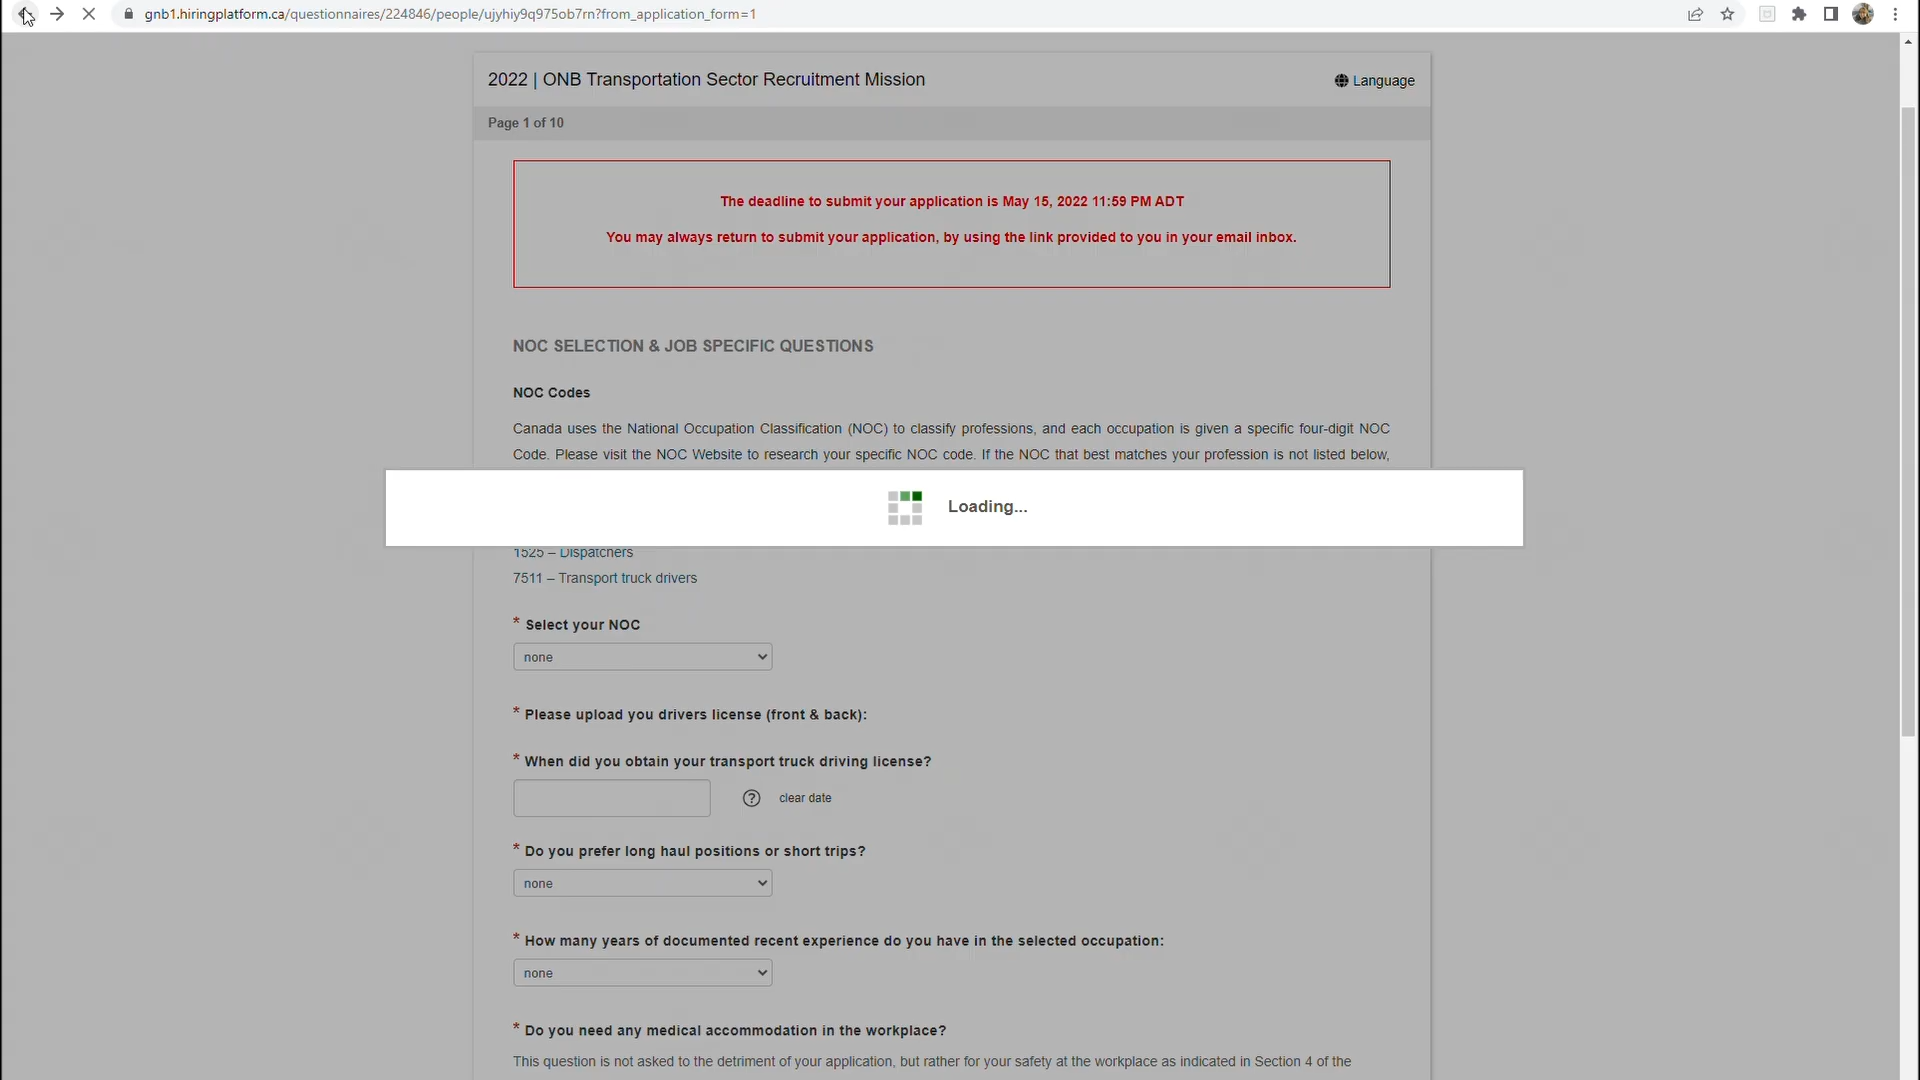 gnb1.hiringplatform.ca/questionnaires/224846/people/ujyhiy9q975ob7rn?from_application_form=1
2022 | ONB Transportation Sector Recruitment Mission
Language
Page 1 of 10
The deadline to submit your application is May 15, 2022 11:59 PM ADT
You may always return to submit your application, by using the link provided to you in your email inbox.
NOC SELECTION & JOB SPECIFIC QUESTIONS
NOC Codes
Canada uses the National Occupation Classification (NOC) to classify professions, and each occupation is given a specific four-digit NOC
Code. Please visit the NOC Website to research your specific NOC code. If the NOC that best matches your profession is not listed below,
Loading...
1525 – Dispatchers
7511 – Transport truck drivers
* Select your NOC
none
* Please upload you drivers license (front & back):
* When did you obtain your transport truck driving license?
? clear date
* Do you prefer long haul positions or short trips?
none
* How many years of documented recent experience do you have in the selected occupation:
none
* Do you need any medical accommodation in the workplace?
This question is not asked to the detriment of your application, but rather for your safety at the workplace as indicated in Section 4 of the